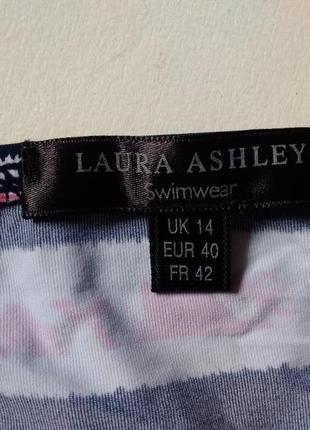 LAURA ASHLEY
Swimwear
UK 14
EUR 40
FR 42